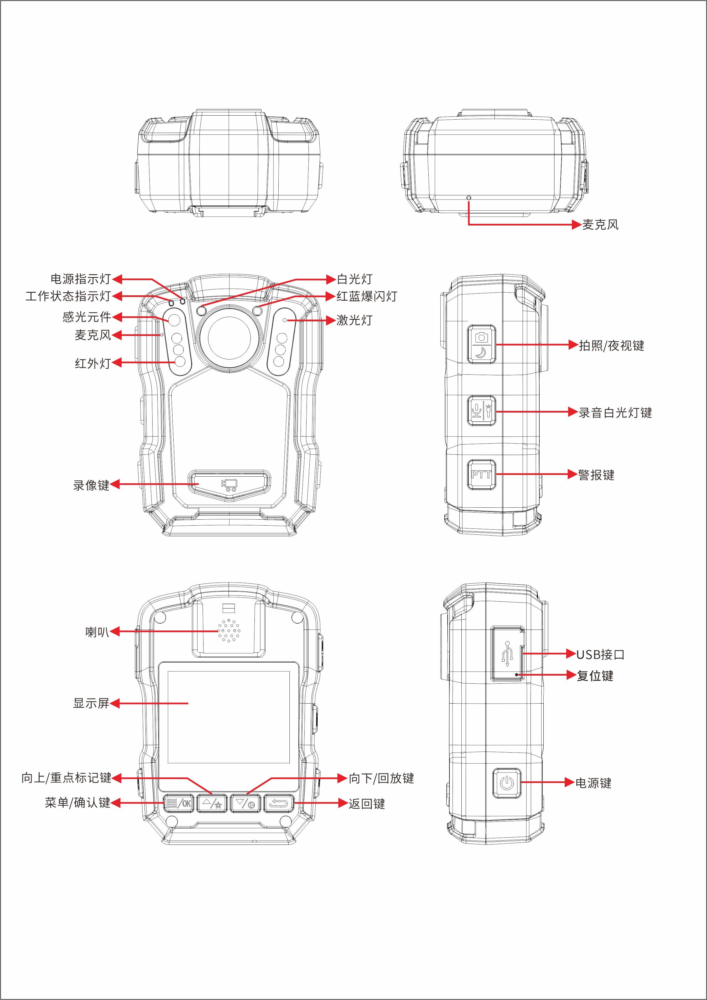 麦克风
电源指示灯
白光灯
工作状态指示灯
红蓝爆闪灯
感光元件
激光灯
麦克风
红外灯
拍照/夜视键
录音白光灯键
PTT
警报键
录像键
喇叭
USB接口
复位键
显示屏
向上/重点标记键
向下/回放键
电源键
菜单/确认键
/OK
/
/
返回键